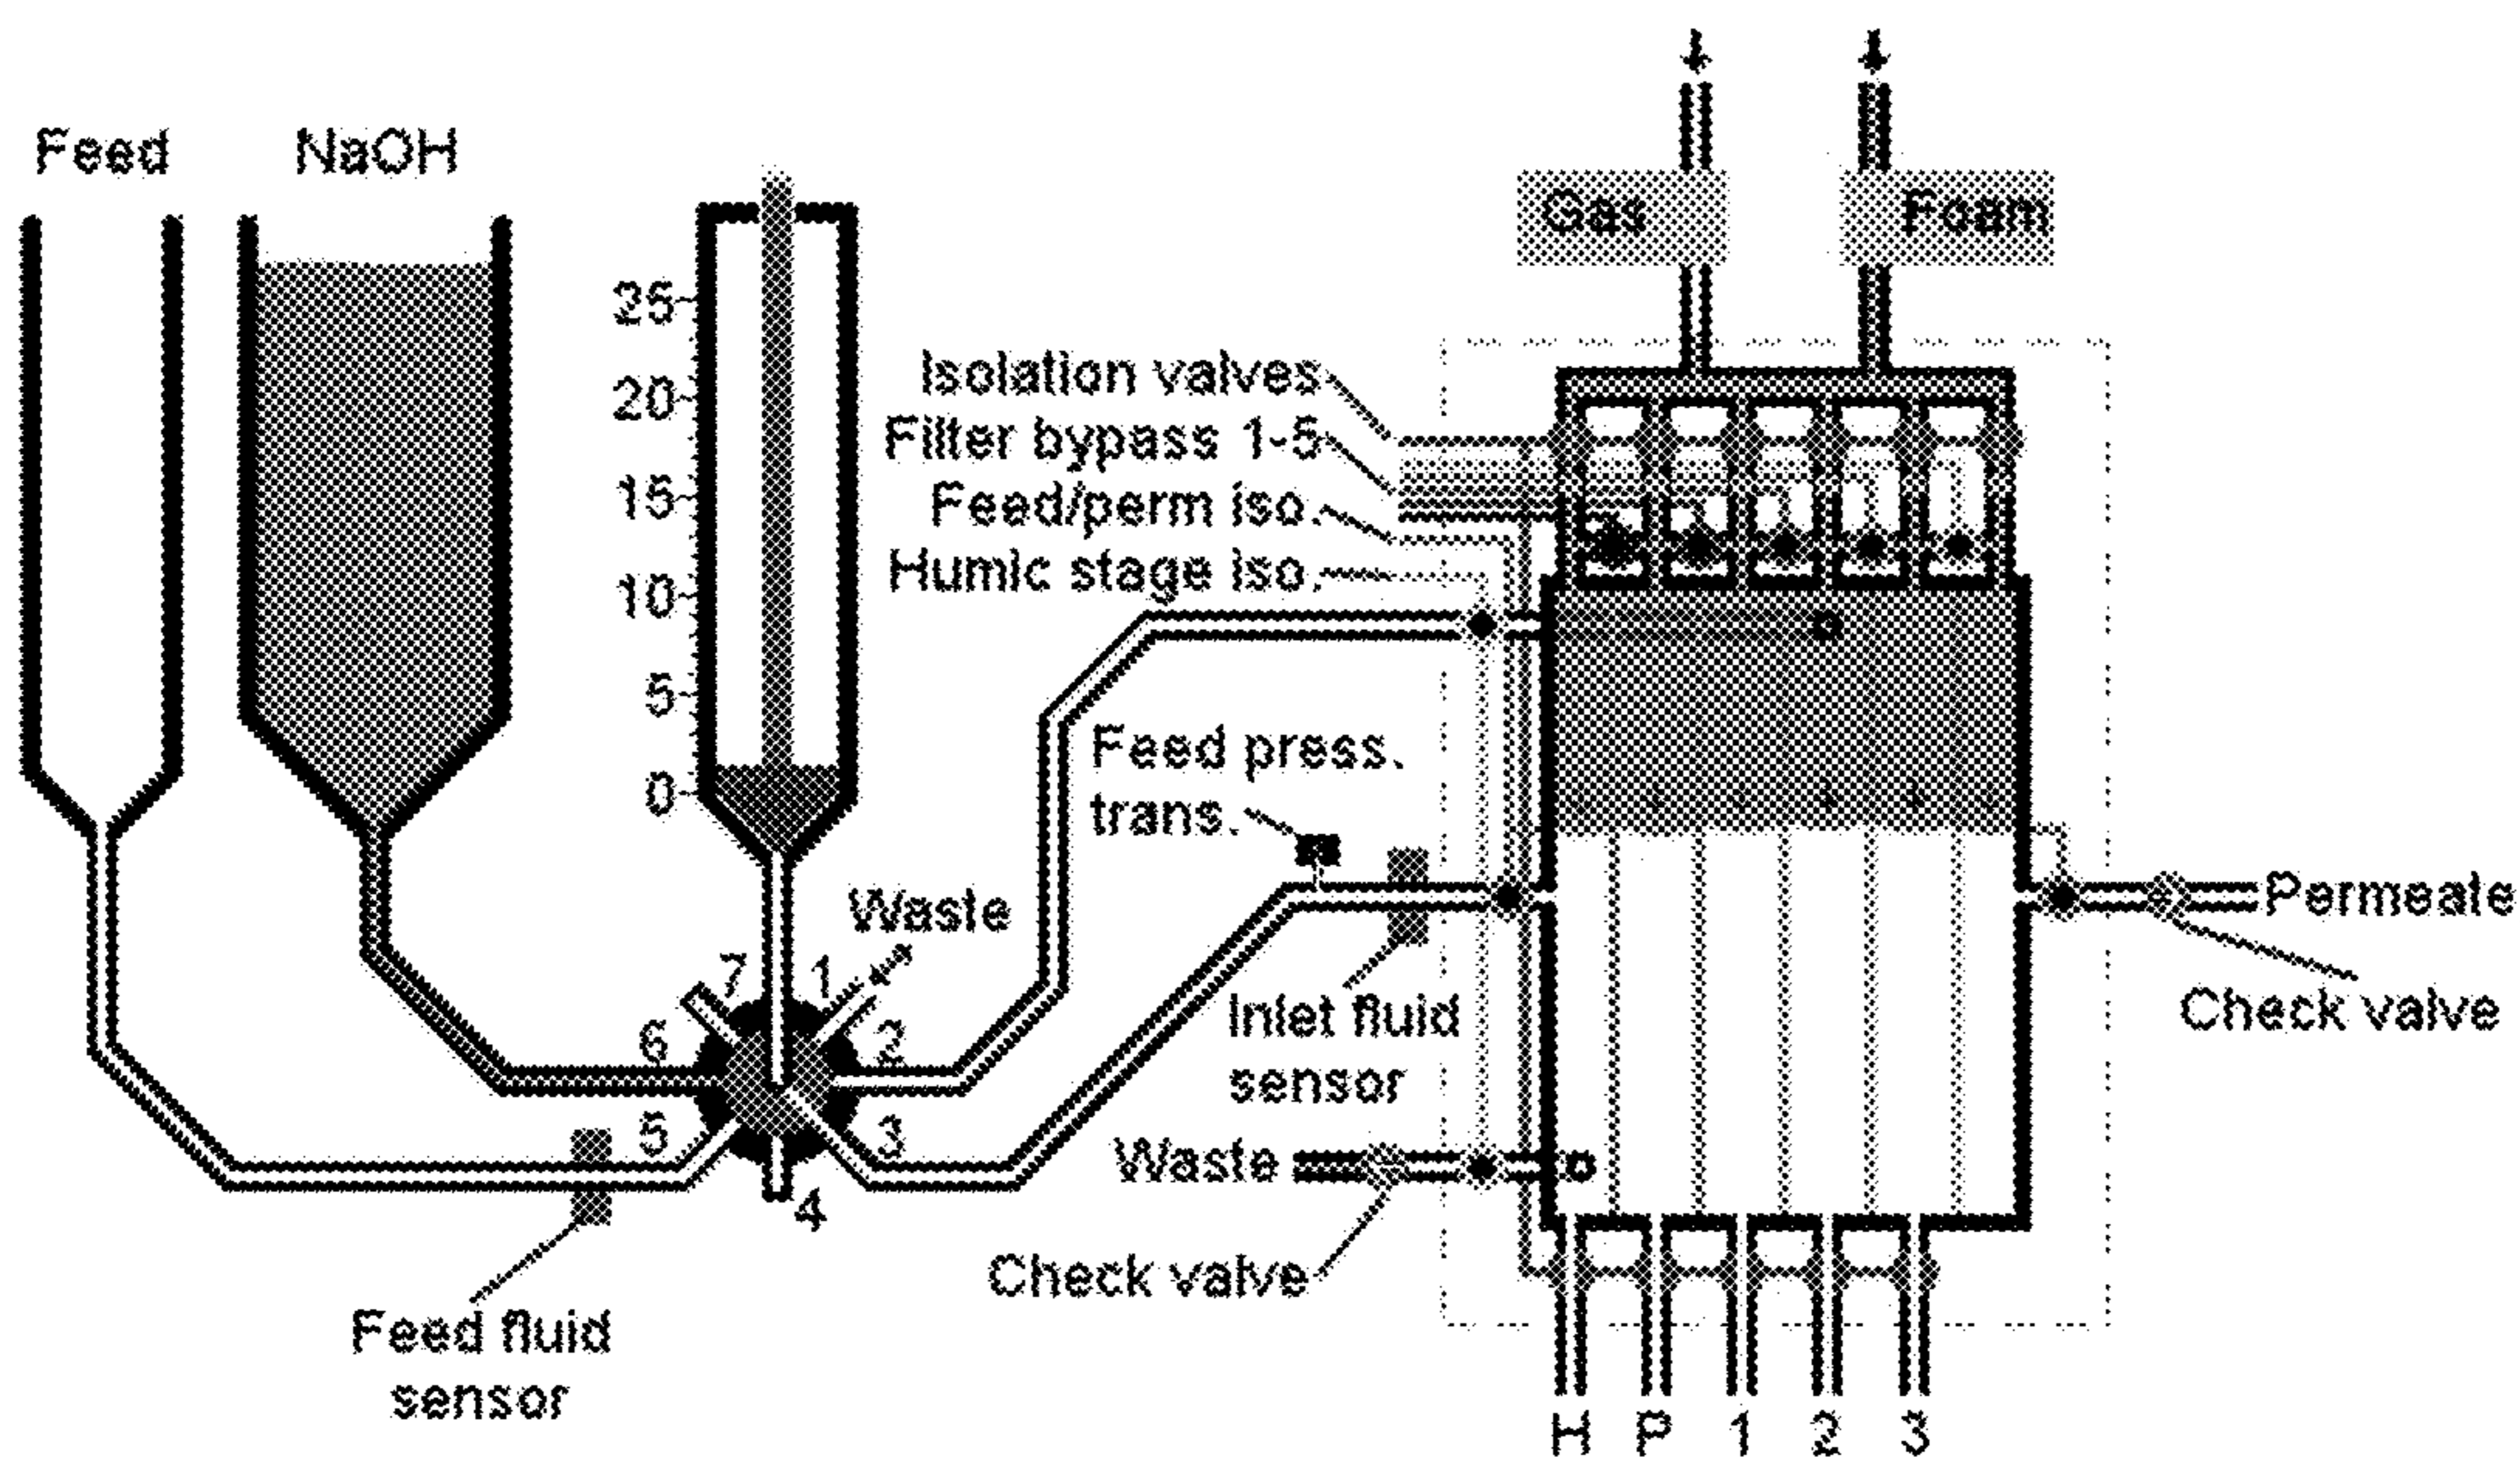 Feed
NaOH
Gas
Foam
25
20
15
10
5
0
Isolation valves
Filter bypass 1-5
Feed/perm iso.
Humic stage iso.
Feed press.
trans.
Waste
Permeate
Check valve
7
1
6
2
5
3
4
Inlet fluid
sensor
Waste
Check valve
Feed fluid
sensor
H P 1 2 3